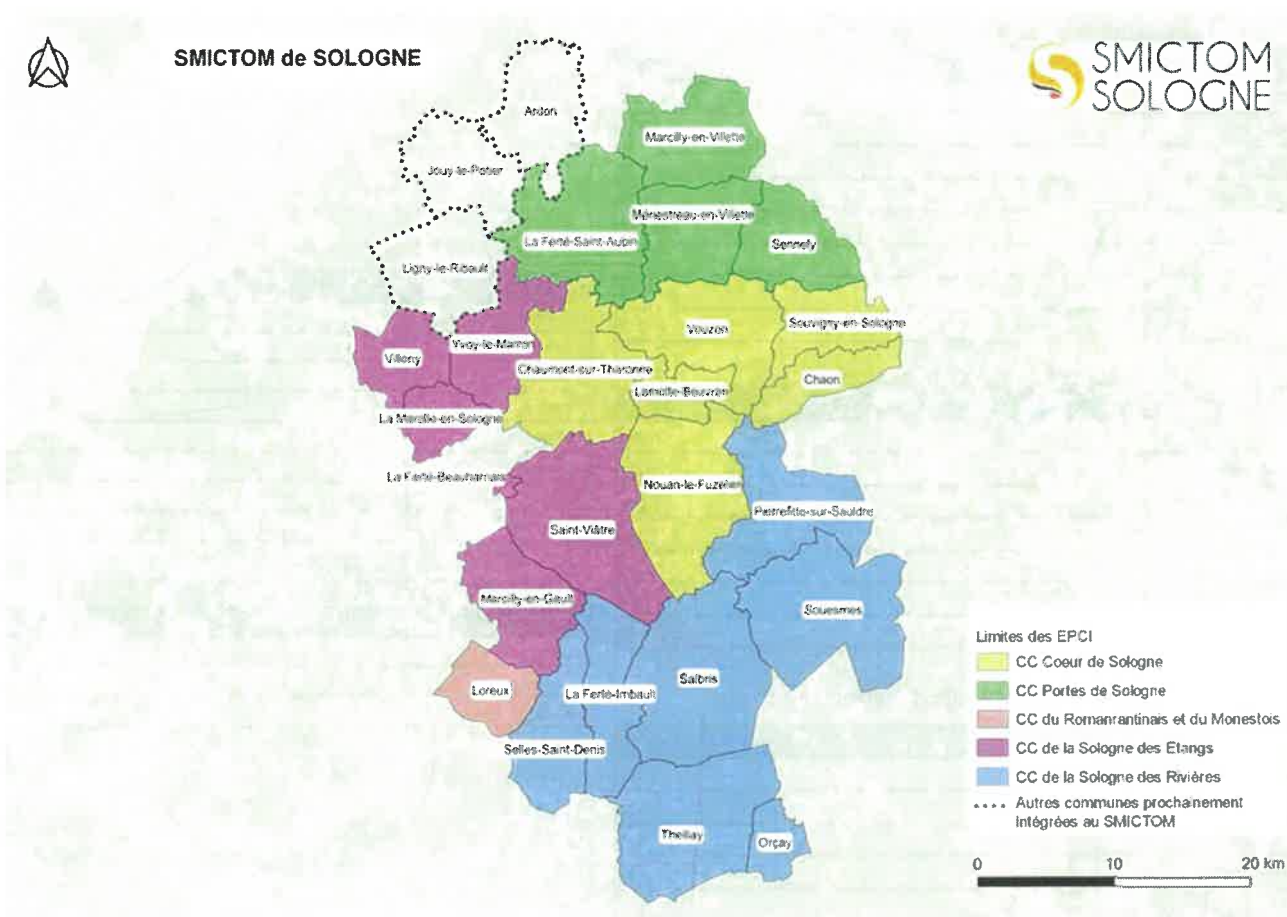 SMICTOM de SOLOGNE
SMICTOM
SOLOGNE
Ardon
Marcilly-en-Villette
Jouy-le-Potier
Ménestreau-en-Villette
La Ferté-Saint-Aubin
Sennely
Ligny-le-Ribault
Vouzon
Souvigny-en-Sologne
Yvoy-le-Marron
Villeny
Chaumont-sur-Tharonne
Chaon
Lamotte-Beuvron
La Marolle-en-Sologne
La Ferté-Beauharnais
Nouan-le-Fuzelier
Pierrefitte-sur-Sauldre
Saint-Viâtre
Marcilly-en-Gault
Souesmes
Loreux
La Ferté-Imbault
Salbris
Selles-Saint-Denis
Theillay
Orçay
Limites des EPCI
CC Coeur de Sologne
CC Portes de Sologne
CC du Romanrantinais et du Monestois
CC de la Sologne des Etangs
CC de la Sologne des Rivières
Autres communes prochainement
intégrées au SMICTOM
0 10 20 km